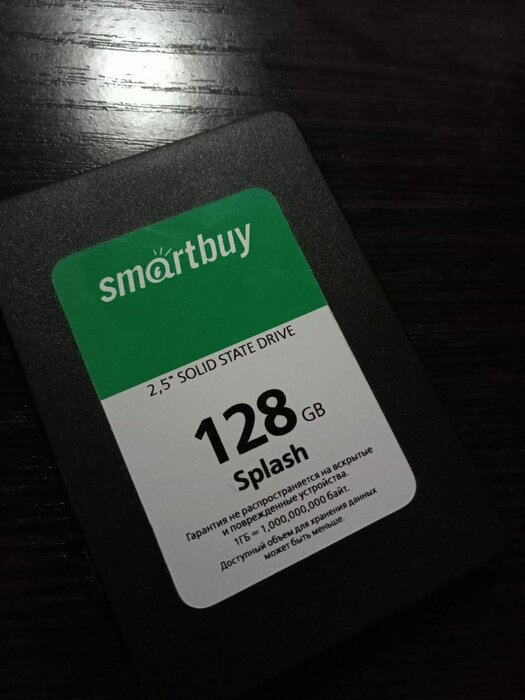 smartbuy
2,5" SOLID STATE DRIVE
128 GB
Splash
Гарантия не распространяется на вскрытые
и поврежденные устройства.
1ГБ = 1,000,000,000 байт.
Доступный объем для хранения данных
может быть меньше.